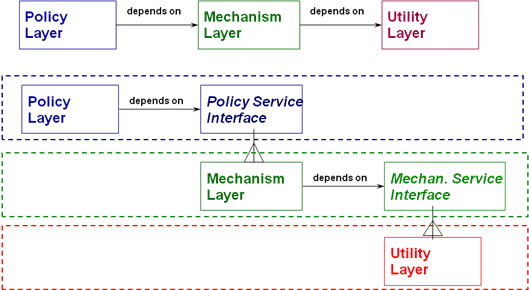 Policy
Layer
depends on
Mechanism
Layer
depends on
Utility
Layer
Policy
Layer
depends on
Policy Service
Interface
Mechanism
Layer
depends on
Mechan. Service
Interface
Utility
Layer